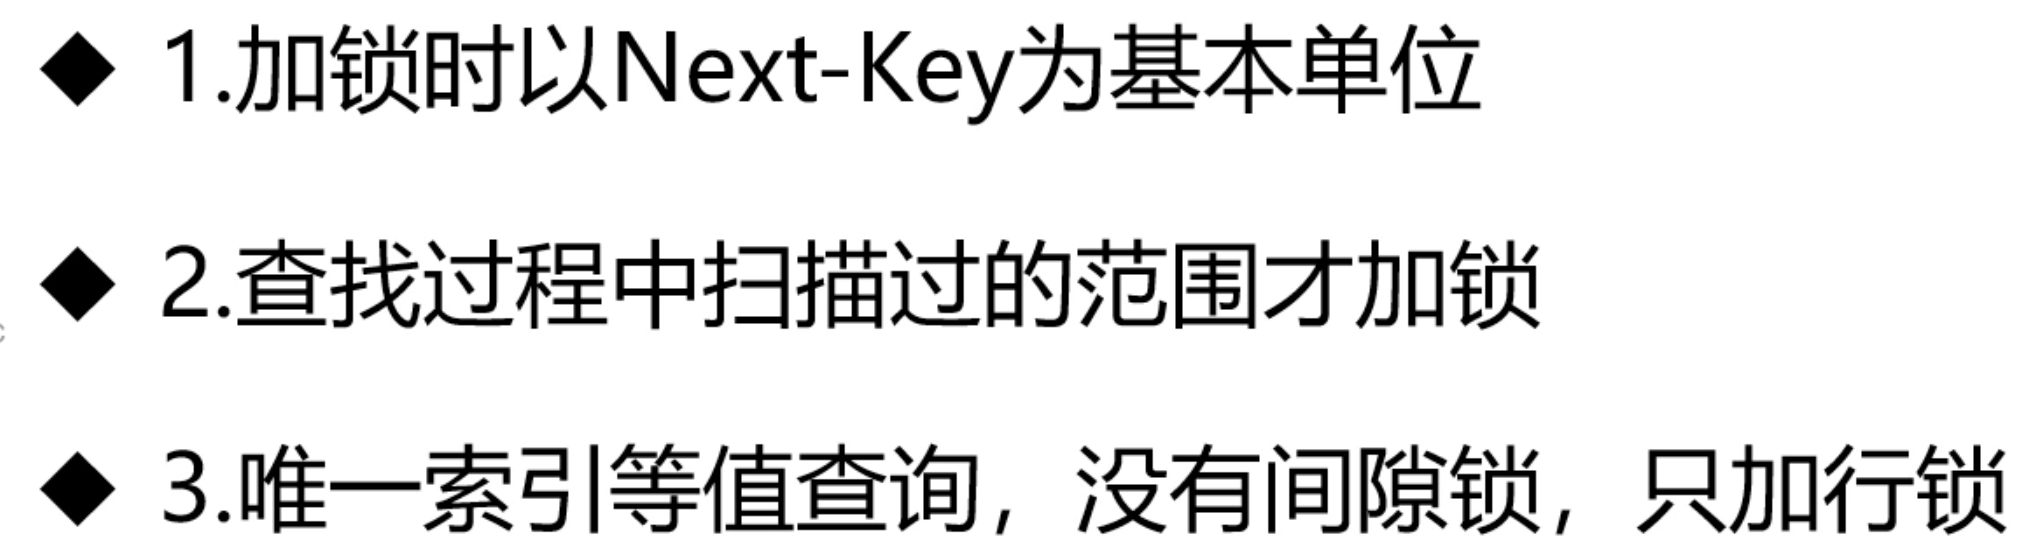 ◆ 1.加锁时以Next-Key为基本单位
◆ 2.查找过程中扫描过的范围才加锁
◆ 3.唯一索引等值查询，没有间隙锁，只加行锁